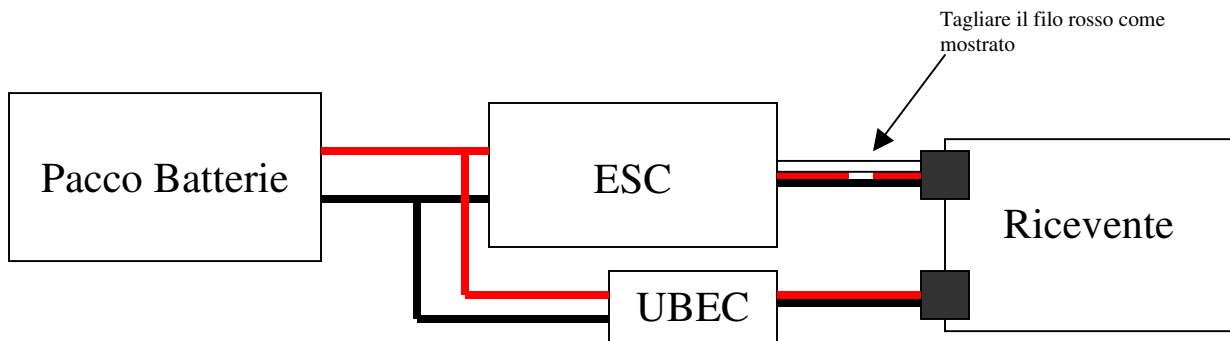 Tagliare il filo rosso come
mostrato
Pacco Batterie
ESC
Ricevente
UBEC